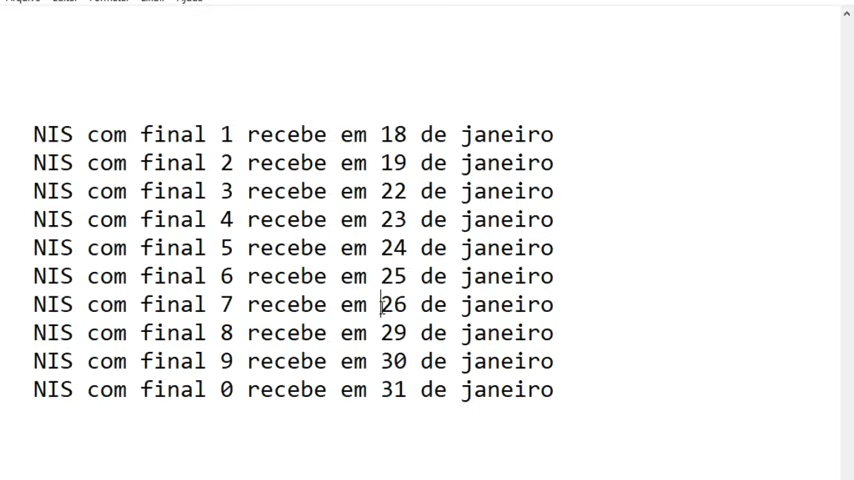 NIS com final 1 recebe em 18 de janeiro
NIS com final 2 recebe em 19 de janeiro
NIS com final 3 recebe em 22 de janeiro
NIS com final 4 recebe em 23 de janeiro
NIS com final 5 recebe em 24 de janeiro
NIS com final 6 recebe em 25 de janeiro
NIS com final 7 recebe em 26 de janeiro
NIS com final 8 recebe em 29 de janeiro
NIS com final 9 recebe em 30 de janeiro
NIS com final 0 recebe em 31 de janeiro